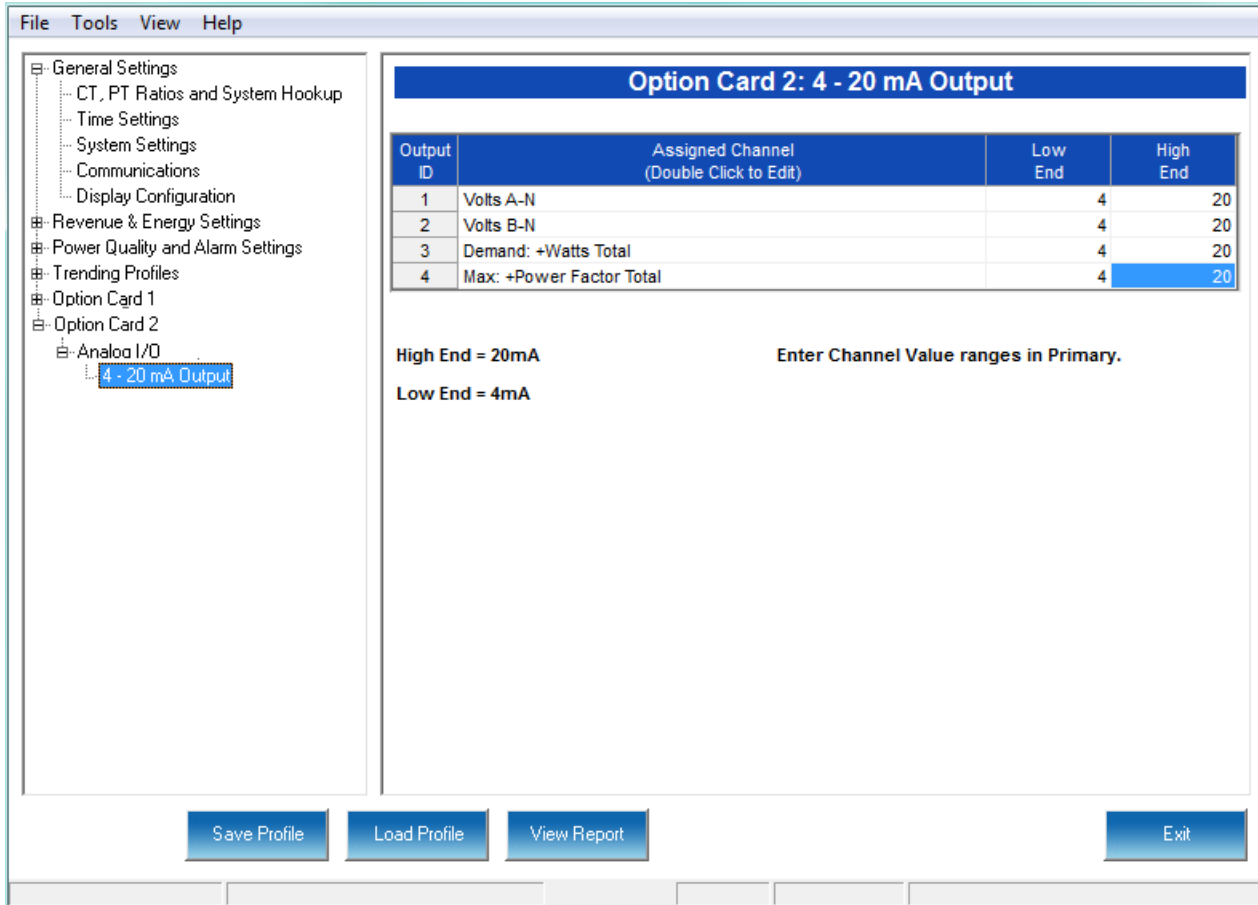 File Tools View Help
General Settings
CT, PT Ratios and System Hookup
Time Settings
System Settings
Communications
Display Configuration
Revenue & Energy Settings
Power Quality and Alarm Settings
Trending Profiles
Option Card 1
Option Card 2
Analog I/O
4 - 20 mA Output
Option Card 2: 4 - 20 mA Output
Output ID Assigned Channel (Double Click to Edit) Low End High End
1 Volts A-N 4 20
2 Volts B-N 4 20
3 Demand: +Watts Total 4 20
4 Max: +Power Factor Total 4 20
High End = 20mA Enter Channel Value ranges in Primary.
Low End = 4mA
Save Profile Load Profile View Report Exit